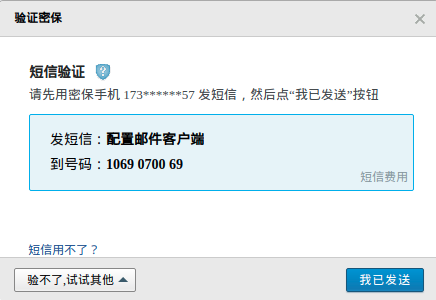 验证密保
短信验证
请先用密保手机 173******57 发短信，然后点“我已发送”按钮
发短信：配置邮件客户端
到号码：1069 0700 69
短信费用
短信用不了？
验不了,试试其他
我已发送